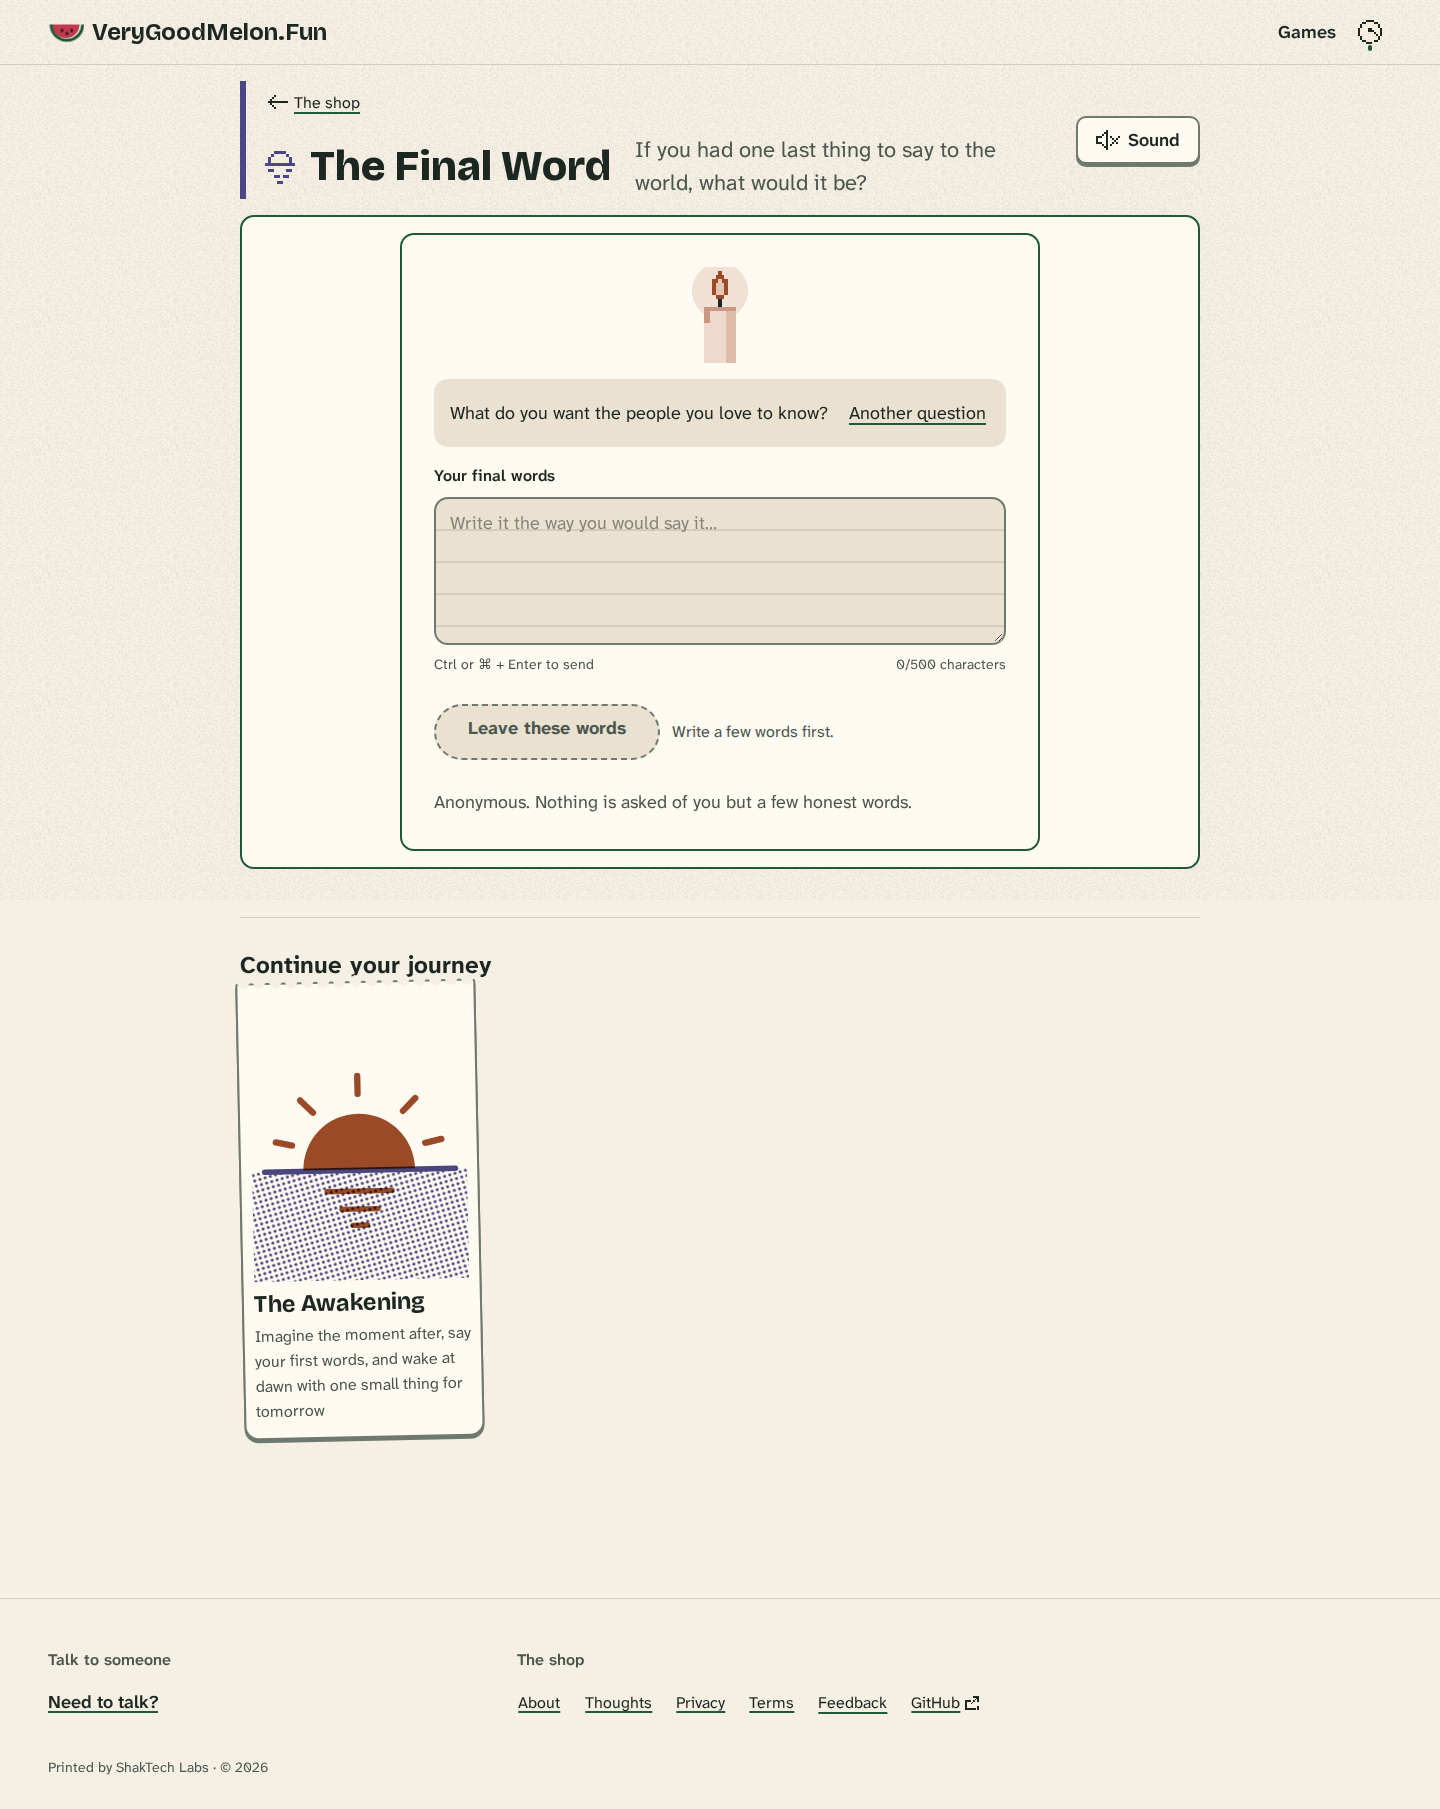 VeryGoodMelon.Fun
Games
The shop
The Final Word
If you had one last thing to say to the
world, what would it be?
Sound
What do you want the people you love to know?
Another question
Your final words
Write it the way you would say it...
Ctrl or ⌘ + Enter to send
0/500 characters
Leave these words
Write a few words first.
Anonymous. Nothing is asked of you but a few honest words.
Continue your journey
The Awakening
Imagine the moment after, say
your first words, and wake at
dawn with one small thing for
tomorrow
Talk to someone
The shop
Need to talk?
About
Thoughts
Privacy
Terms
Feedback
GitHub
Printed by ShakTech Labs · © 2026